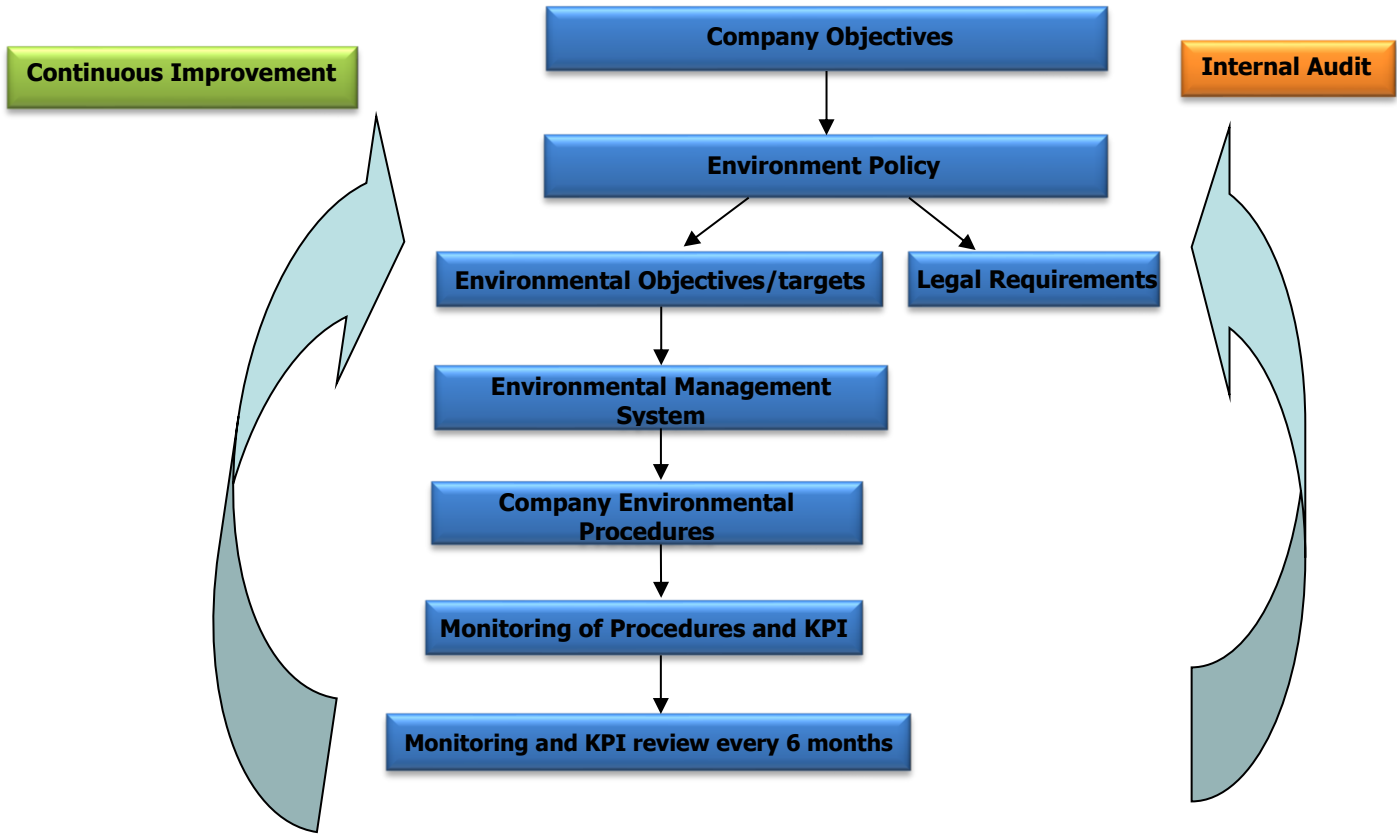 Company Objectives
Continuous Improvement
Internal Audit
Environment Policy
Environmental Objectives/targets
Legal Requirements
Environmental Management
System
Company Environmental
Procedures
Monitoring of Procedures and KPI
Monitoring and KPI review every 6 months